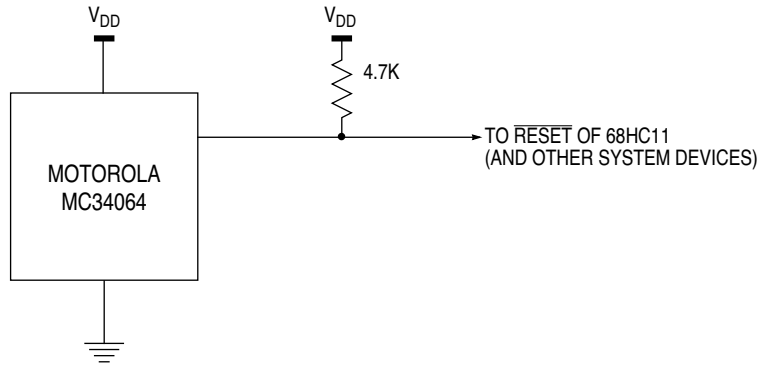 VDD
VDD
4.7K
TO RESET OF 68HC11
(AND OTHER SYSTEM DEVICES)
MOTOROLA
MC34064